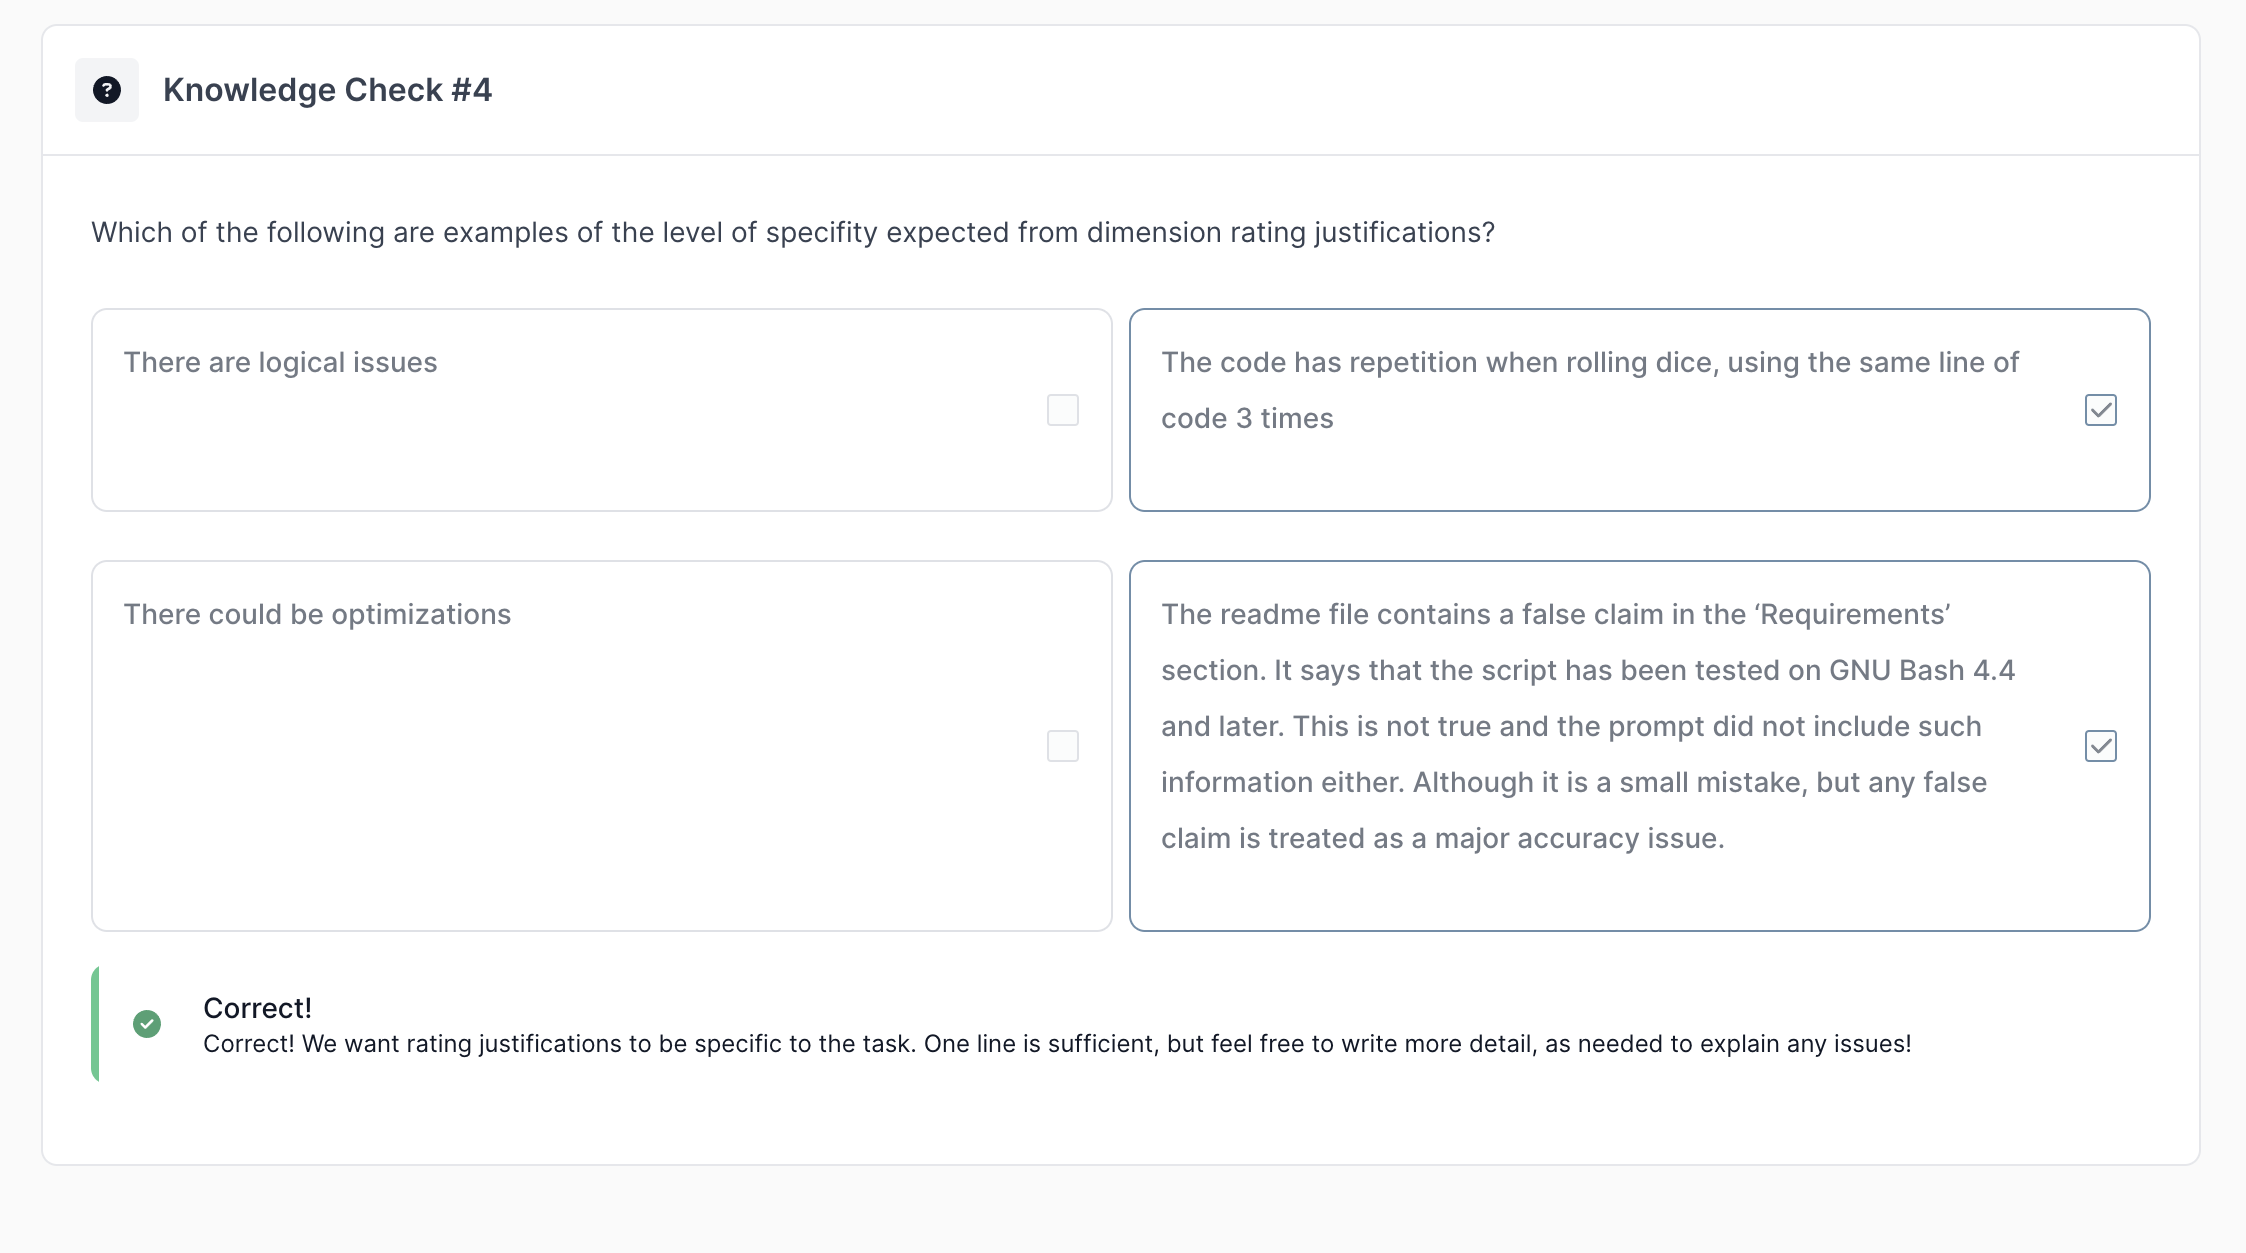 Knowledge Check #4
Which of the following are examples of the level of specifity expected from dimension rating justifications?
There are logical issues
The code has repetition when rolling dice, using the same line of
code 3 times
There could be optimizations
The readme file contains a false claim in the ‘Requirements’
section. It says that the script has been tested on GNU Bash 4.4
and later. This is not true and the prompt did not include such
information either. Although it is a small mistake, but any false
claim is treated as a major accuracy issue.
Correct!
Correct! We want rating justifications to be specific to the task. One line is sufficient, but feel free to write more detail, as needed to explain any issues!